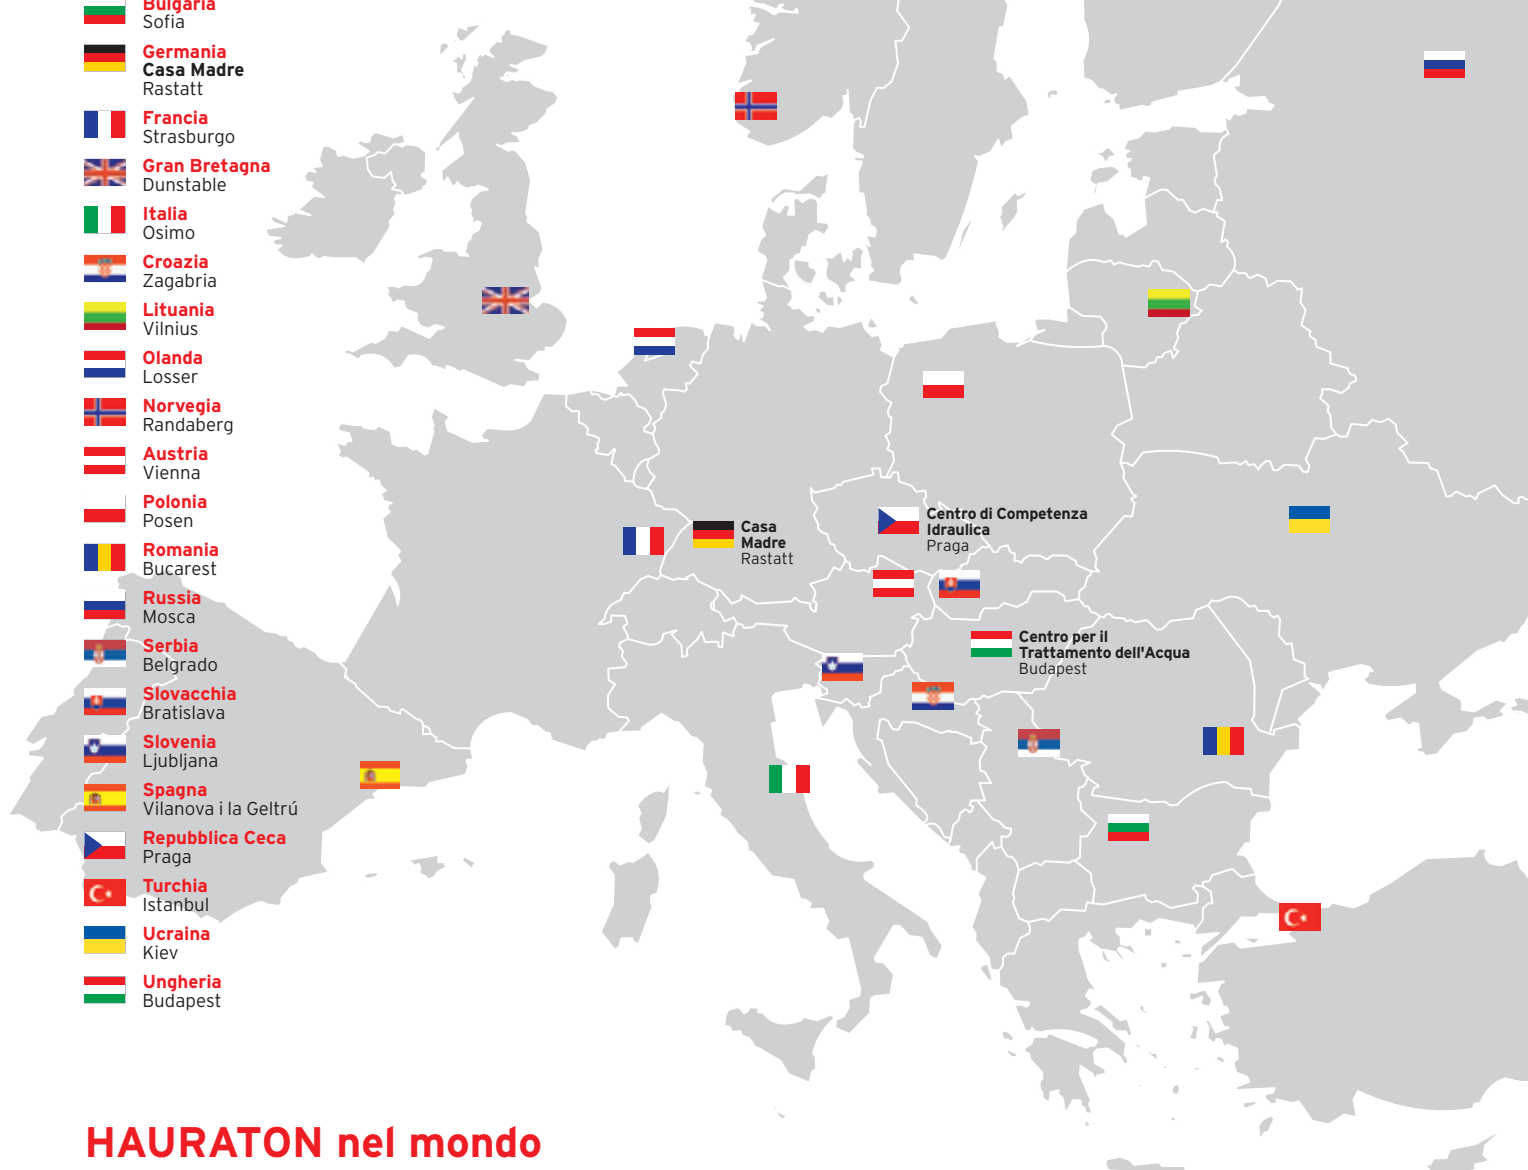 Bulgaria
Sofia
Germania
Casa Madre
Rastatt
Francia
Strasburgo
Gran Bretagna
Dunstable
Italia
Osimo
Croazia
Zagabria
Lituania
Vilnius
Olanda
Losser
Norvegia
Randaberg
Austria
Vienna
Polonia
Posen
Romania
Bucarest
Russia
Mosca
Serbia
Belgrado
Slovacchia
Bratislava
Slovenia
Ljubljana
Spagna
Vilanova i la Geltrú
Repubblica Ceca
Praga
Turchia
Istanbul
Ucraina
Kiev
Ungheria
Budapest
Casa
Madre
Rastatt
Centro di Competenza
Idraulica
Praga
Centro per il
Trattamento dell'Acqua
Budapest
HAURATON nel mondo